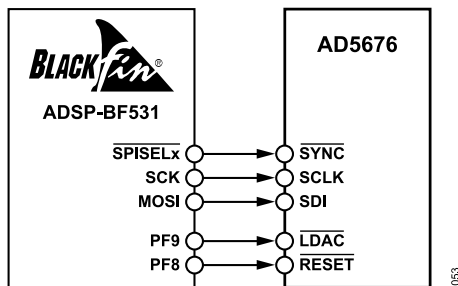 BLACKfin®
ADSP-BF531
AD5676
SPISELx
SYNC
SCK
SCLK
MOSI
SDI
PF9
LDAC
PF8
RESET
053